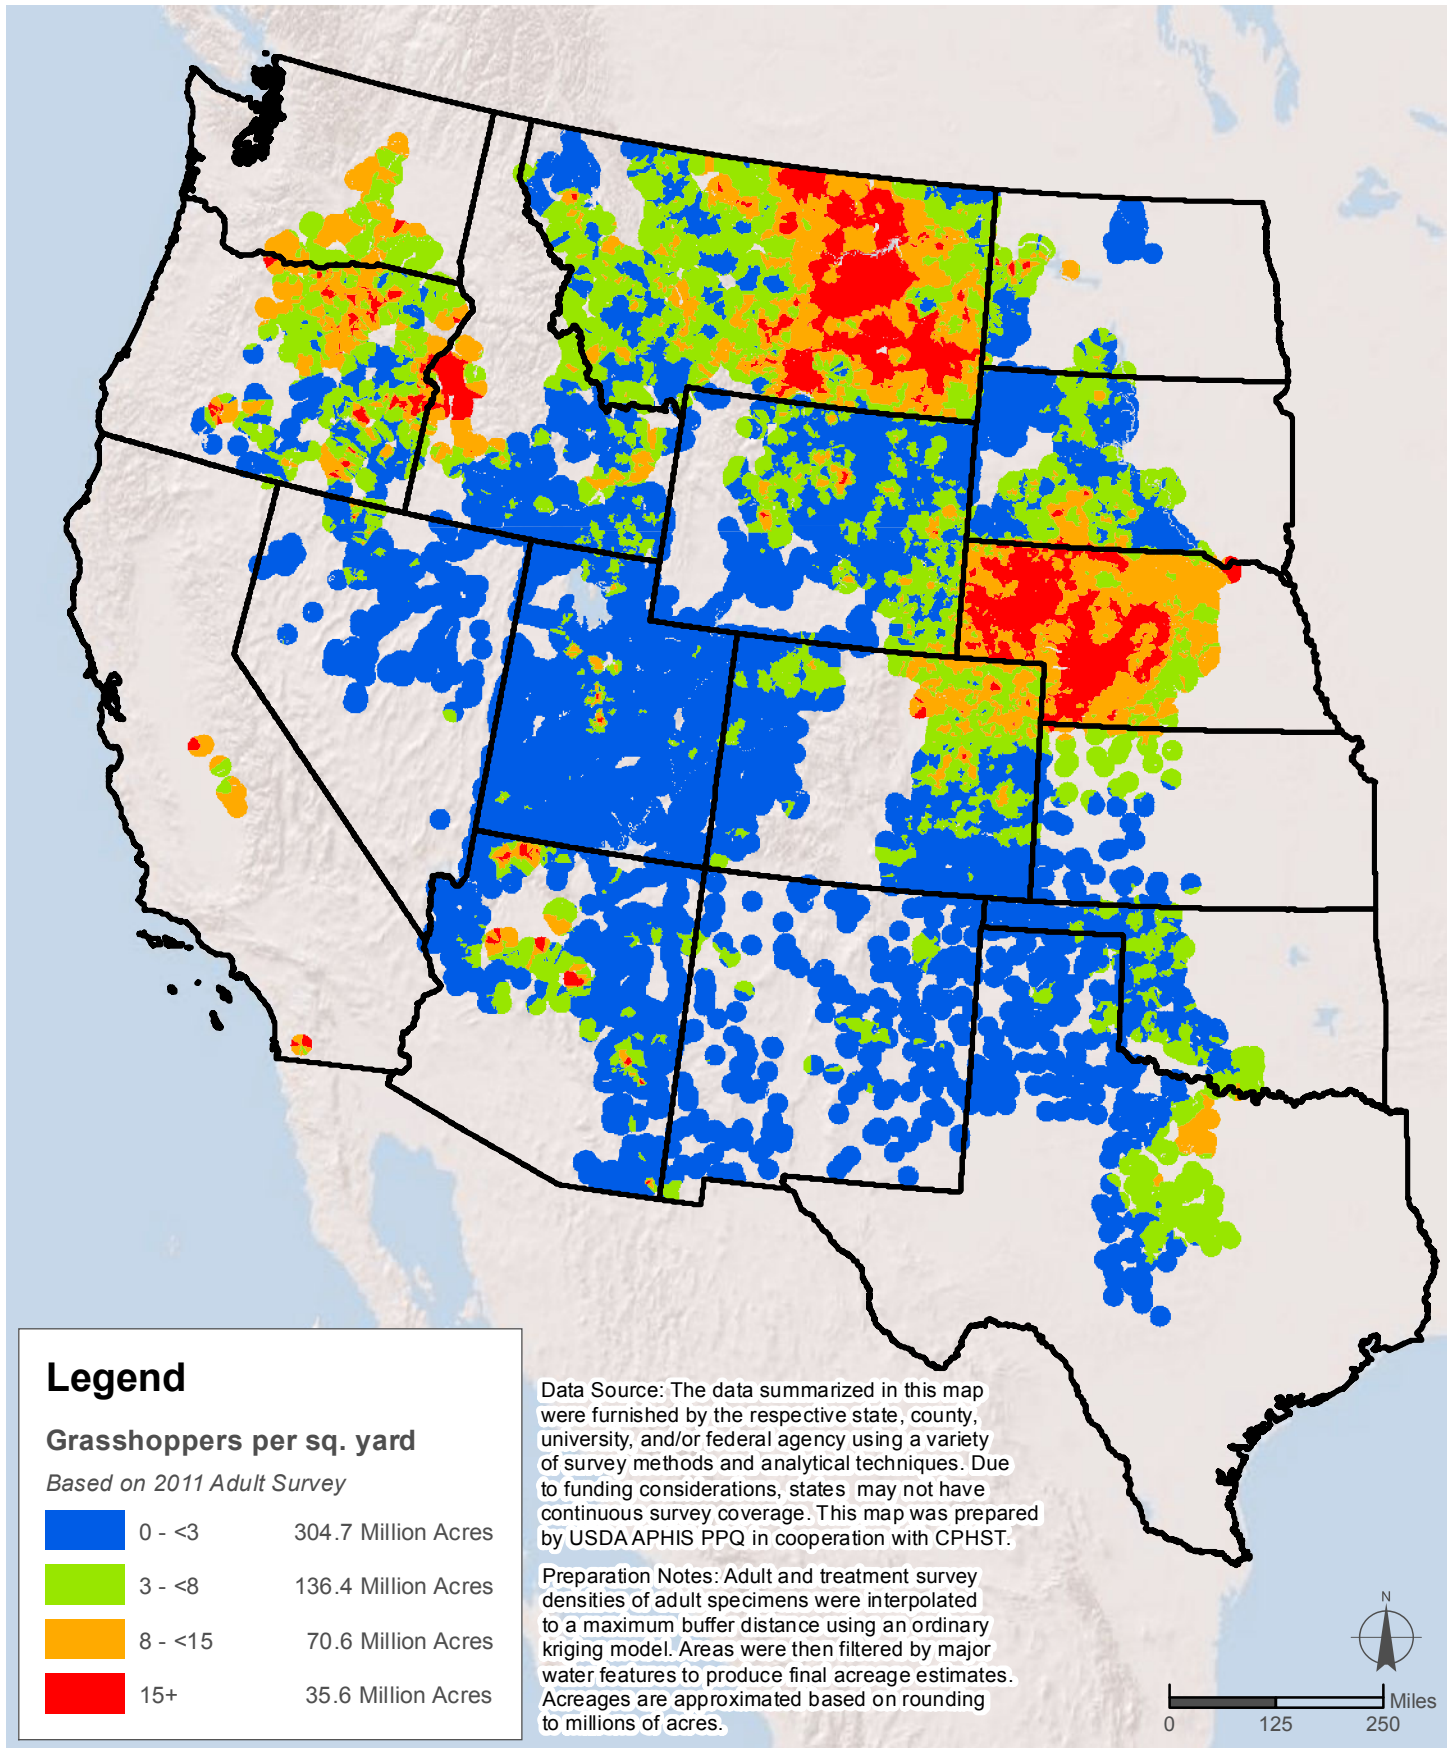 Legend
Grasshoppers per sq. yard
Based on 2011 Adult Survey
0 - <3 304.7 Million Acres
3 - <8 136.4 Million Acres
8 - <15 70.6 Million Acres
15+ 35.6 Million Acres
Data Source: The data summarized in this map
were furnished by the respective state, county,
university, and/or federal agency using a variety
of survey methods and analytical techniques. Due
to funding considerations, states may not have
continuous survey coverage. This map was prepared
by USDA APHIS PPQ in cooperation with CPHST.
Preparation Notes: Adult and treatment survey
densities of adult specimens were interpolated
to a maximum buffer distance using an ordinary
kriging model. Areas were then filtered by major
water features to produce final acreage estimates.
Acreages are approximated based on rounding
to millions of acres.
N
Miles
0 125 250